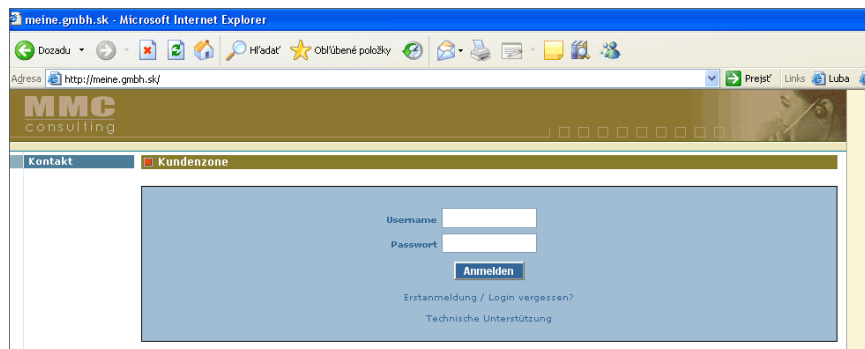 meine.gmbh.sk - Microsoft Internet Explorer
Dozadu Hľadať Obľúbené položky
Adresa http://meine.gmbh.sk/ Prejsť Links Luba
MMC
consulting
Kontakt Kundenzone
Username
Passwort
Anmelden
Erstanmeldung / Login vergessen?
Technische Unterstützung